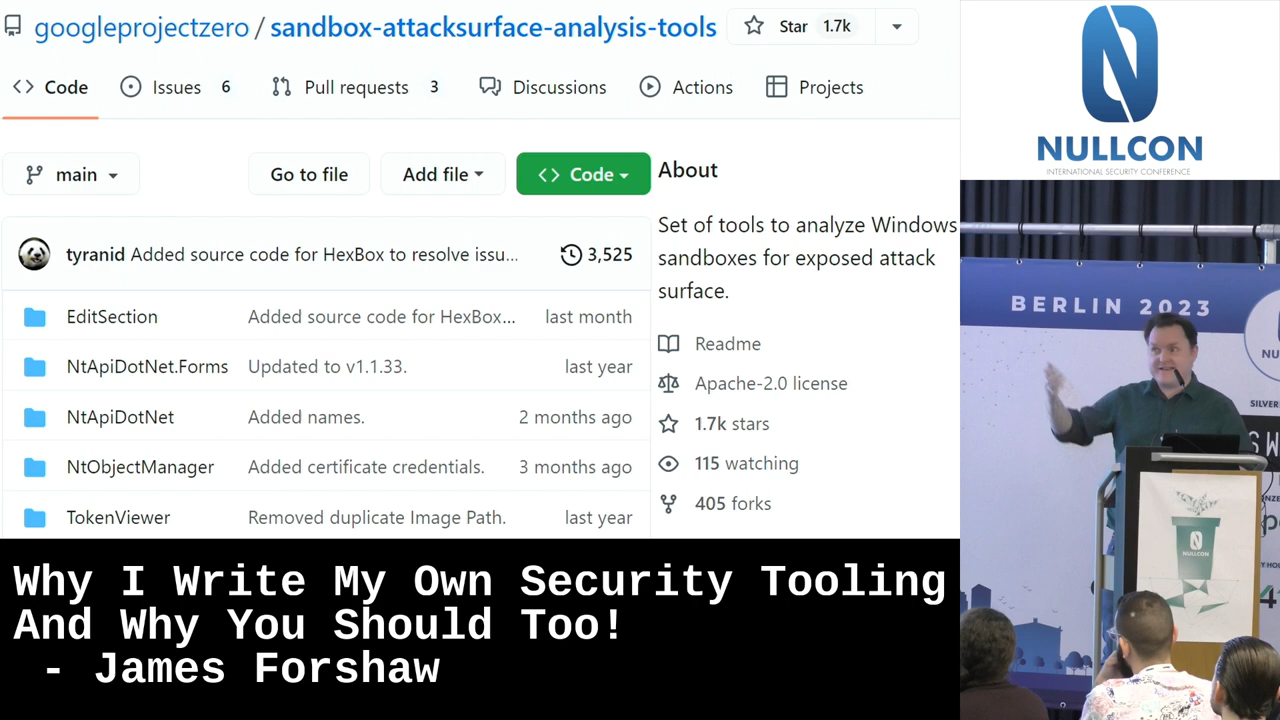 googleprojectzero / sandbox-attacksurface-analysis-tools
Star 1.7k
Code
Issues 6
Pull requests 3
Discussions
Actions
Projects
main
Go to file
Add file
Code
tyranid Added source code for HexBox to resolve issu... 3,525
EditSection Added source code for HexBox... last month
NtApiDotNet.Forms Updated to v1.1.33. last year
NtApiDotNet Added names. 2 months ago
NtObjectManager Added certificate credentials. 3 months ago
TokenViewer Removed duplicate Image Path. last year
About
Set of tools to analyze Windows
sandboxes for exposed attack
surface.
Readme
Apache-2.0 license
1.7k stars
115 watching
405 forks
Why I Write My Own Security Tooling
And Why You Should Too!
- James Forshaw
N
NULLCON
INTERNATIONAL SECURITY CONFERENCE
BERLIN 2023
NU
SILVER
SW
NULLCON